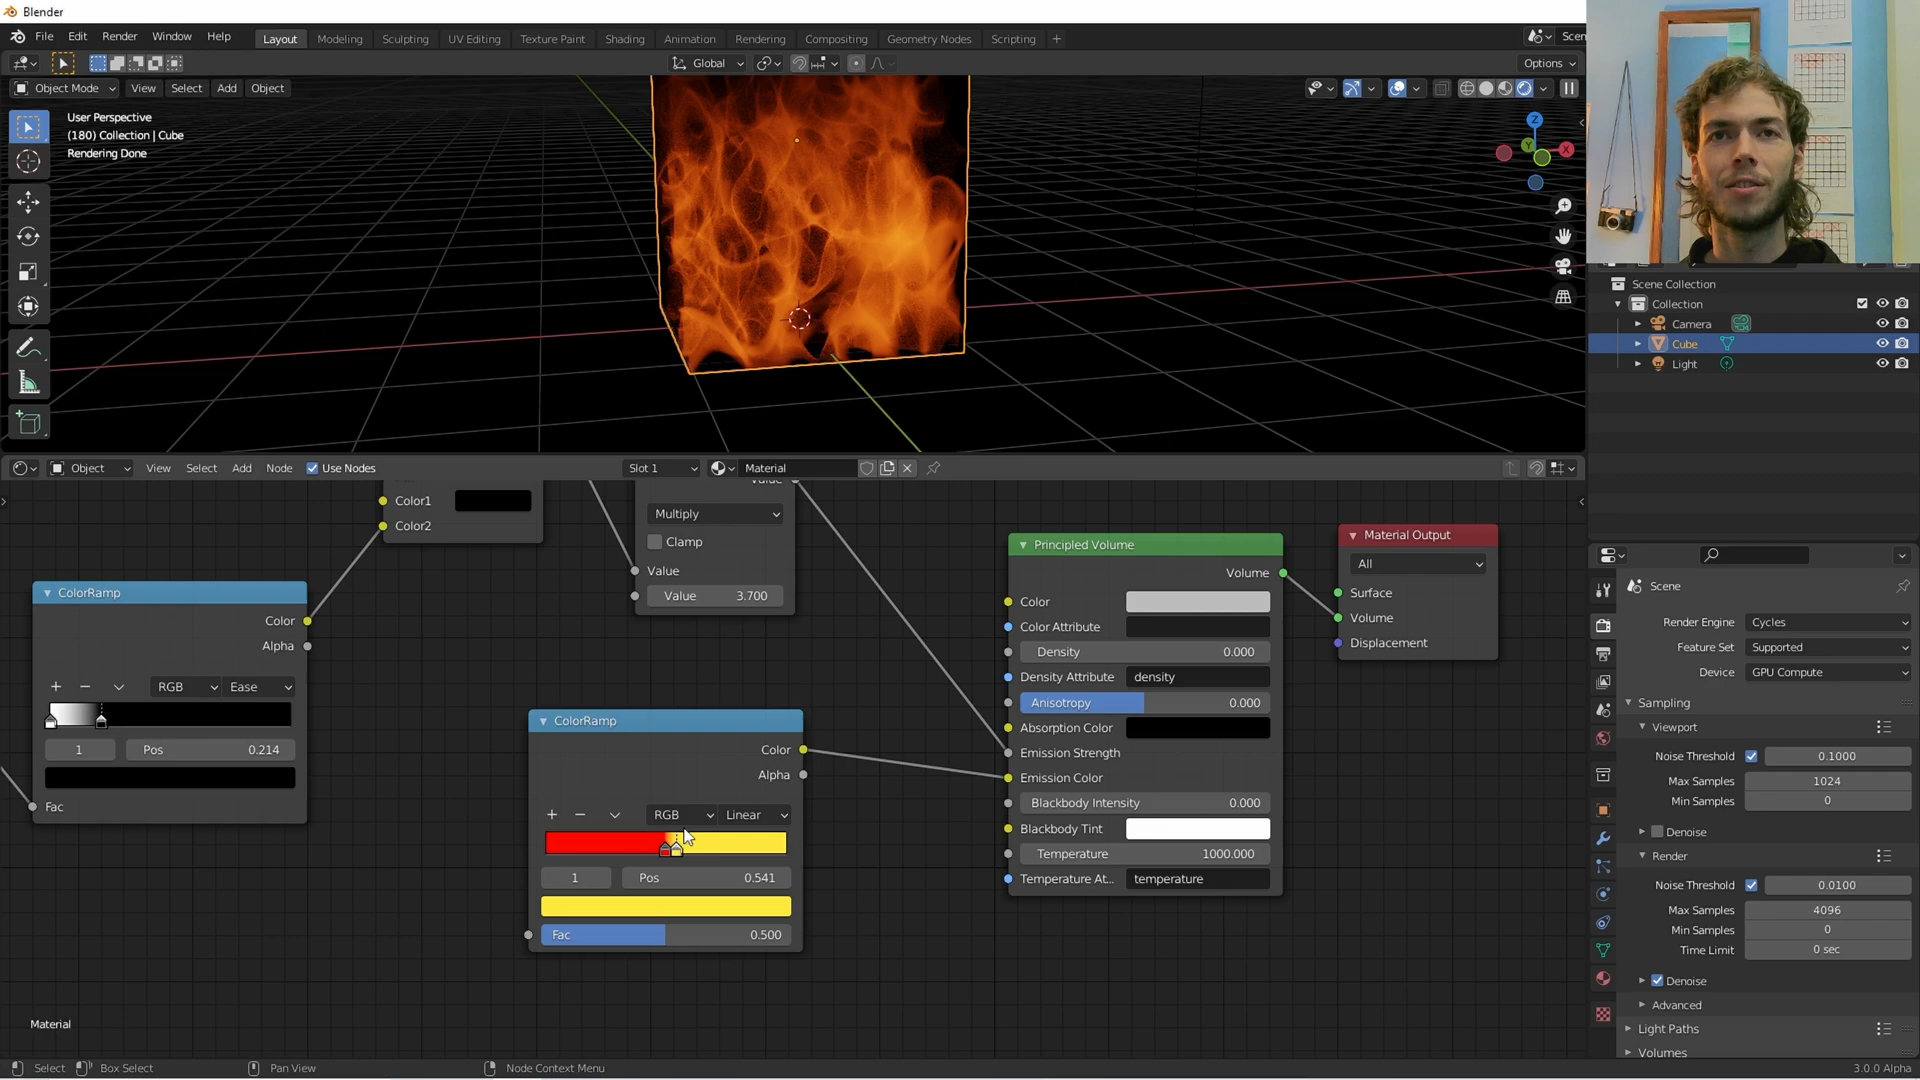 Blender
File Edit Render Window Help
Layout Modeling Sculpting UV Editing Texture Paint Shading Animation Rendering Compositing Geometry Nodes Scripting +
Scen
Global
Options
Object Mode View Select Add Object
User Perspective
(180) Collection | Cube
Rendering Done
Z
Y
X
Scene Collection
Collection
Camera
Cube
Light
Object View Select Add Node Use Nodes Slot 1 Material
Color1
Color2
Value
Multiply
Clamp
Value
Value 3.700
ColorRamp
Color
Alpha
RGB Ease
1 Pos 0.214
Fac
ColorRamp
Color
Alpha
RGB Linear
1 Pos 0.541
Fac 0.500
Principled Volume
Volume
Color
Color Attribute
Density 0.000
Density Attribute density
Anisotropy 0.000
Absorption Color
Emission Strength
Emission Color
Blackbody Intensity 0.000
Blackbody Tint
Temperature 1000.000
Temperature At... temperature
Material Output
All
Surface
Volume
Displacement
Scene
Render Engine Cycles
Feature Set Supported
Device GPU Compute
Sampling
Viewport
Noise Threshold 0.1000
Max Samples 1024
Min Samples 0
Denoise
Render
Noise Threshold 0.0100
Max Samples 4096
Min Samples 0
Time Limit 0 sec
Denoise
Advanced
Light Paths
Volumes
Material
Select Box Select Pan View Node Context Menu 3.0.0 Alpha